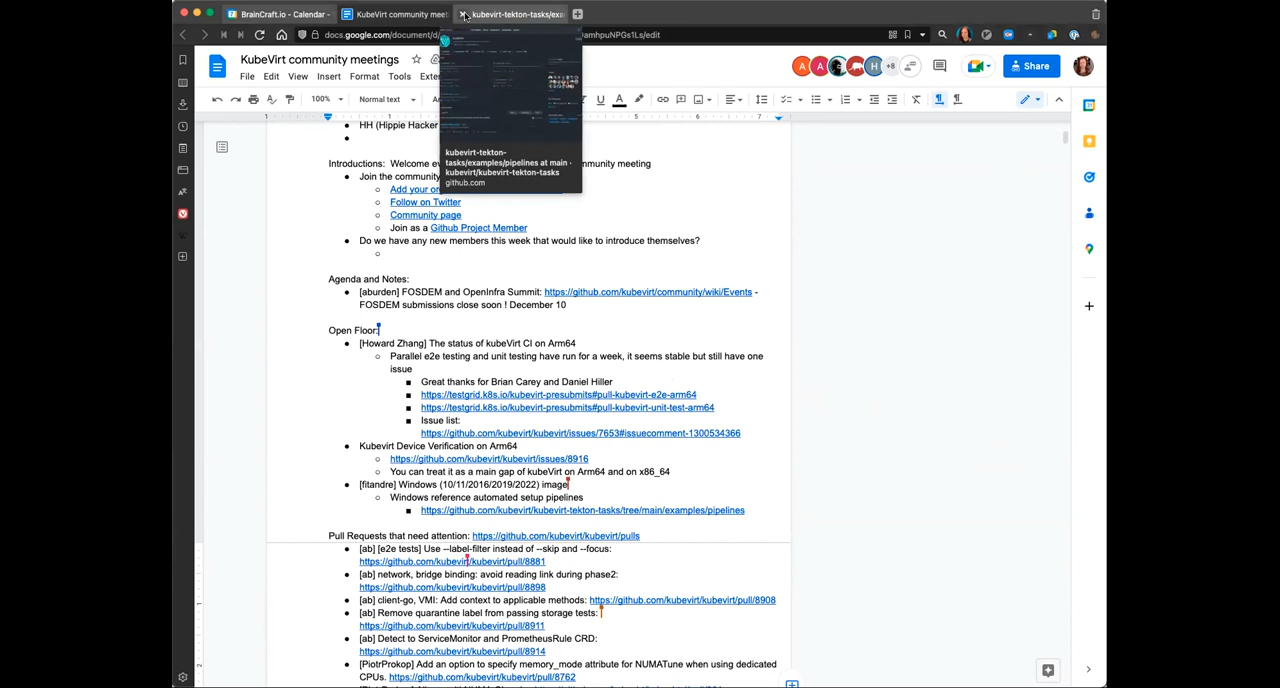 BrainCraft.io - Calendar -
KubeVirt community meet
kubevirt-tekton-tasks/exa
docs.google.com/document/d/
amhpuNPGs1Ls/edit
KubeVirt community meetings
File Edit View Insert Format Tools Exte
+8
Share
100%
Normal text
kubevirt-tekton-
tasks/examples/pipelines at main ·
kubevirt/kubevirt-tekton-tasks
github.com
1
5 6 7
HH (Hippie Hacker
Introductions: Welcome ev
mmunity meeting
Join the community
Add your or
Follow on Twitter
Community page
Join as a Github Project Member
Do we have any new members this week that would like to introduce themselves?
Agenda and Notes:
[aburden] FOSDEM and OpenInfra Summit: https://github.com/kubevirt/community/wiki/Events -
FOSDEM submissions close soon ! December 10
Open Floor:
[Howard Zhang] The status of kubeVirt CI on Arm64
Parallel e2e testing and unit testing have run for a week, it seems stable but still have one
issue
Great thanks for Brian Carey and Daniel Hiller
https://testgrid.k8s.io/kubevirt-presubmits#pull-kubevirt-e2e-arm64
https://testgrid.k8s.io/kubevirt-presubmits#pull-kubevirt-unit-test-arm64
Issue list:
https://github.com/kubevirt/kubevirt/issues/7653#issuecomment-1300534366
Kubevirt Device Verification on Arm64
https://github.com/kubevirt/kubevirt/issues/8916
You can treat it as a main gap of kubeVirt on Arm64 and on x86_64
[fitandre] Windows (10/11/2016/2019/2022) image
Windows reference automated setup pipelines
https://github.com/kubevirt/kubevirt-tekton-tasks/tree/main/examples/pipelines
Pull Requests that need attention: https://github.com/kubevirt/kubevirt/pulls
[ab] [e2e tests] Use --label-filter instead of --skip and --focus:
https://github.com/kubevirt/kubevirt/pull/8881
[ab] network, bridge binding: avoid reading link during phase2:
https://github.com/kubevirt/kubevirt/pull/8898
[ab] client-go, VMI: Add context to applicable methods: https://github.com/kubevirt/kubevirt/pull/8908
[ab] Remove quarantine label from passing storage tests:
https://github.com/kubevirt/kubevirt/pull/8911
[ab] Detect to ServiceMonitor and PrometheusRule CRD:
https://github.com/kubevirt/kubevirt/pull/8914
[PiotrProkop] Add an option to specify memory_mode attribute for NUMATune when using dedicated
CPUs. https://github.com/kubevirt/kubevirt/pull/8762